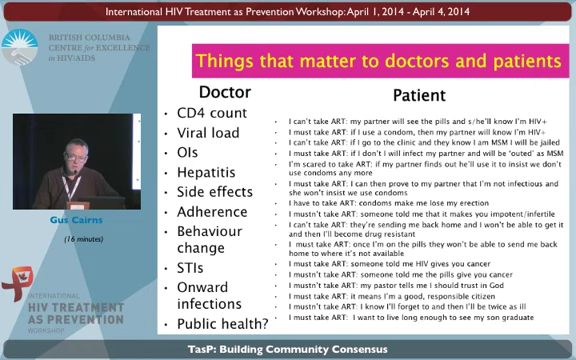 International HIV Treatment as Prevention Workshop: April 1, 2014 - April 4, 2014
BRITISH COLUMBIA
CENTRE for EXCELLENCE
in HIV/AIDS
Gus Cairns
(16 minutes)
INTERNATIONAL
HIV TREATMENT
AS PREVENTION
WORKSHOP
Things that matter to doctors and patients
Doctor
• CD4 count
• Viral load
• OIs
• Hepatitis
• Side effects
• Adherence
• Behaviour
change
• STIs
• Onward
infections
• Public health?
Patient
• I can't take ART: my partner will see the pills and s/he'll know I'm HIV+
• I must take ART: if I use a condom, then my partner will know I'm HIV+
• I can't take ART: if I go to the clinic and they know I am MSM I will be jailed
• I must take ART: if I don't I will infect my partner and will be 'outed' as MSM
• I'm scared to take ART: if my partner finds out he'll use it to insist we don't
use condoms any more
• I must take ART: I can then prove to my partner that I'm not infectious and
she won't insist we use condoms
• I have to take ART: condoms make me lose my erection
• I mustn't take ART: someone told me that it makes you impotent/infertile
• I can't take ART: they're sending me back home and I won't be able to get it
and then I'll become drug resistant
• I must take ART: once I'm on the pills they won't be able to send me back
home to where it's not available
• I must take ART: someone told me HIV gives you cancer
• I mustn't take ART: someone told me the pills give you cancer
• I mustn't take ART: my pastor tells me I should trust in God
• I must take ART: it means I'm a good, responsible citizen
• I mustn't take ART: I know I'll forget to and then I'll be twice as ill
• I must take ART: I want to live long enough to see my son graduate
TasP: Building Community Consensus